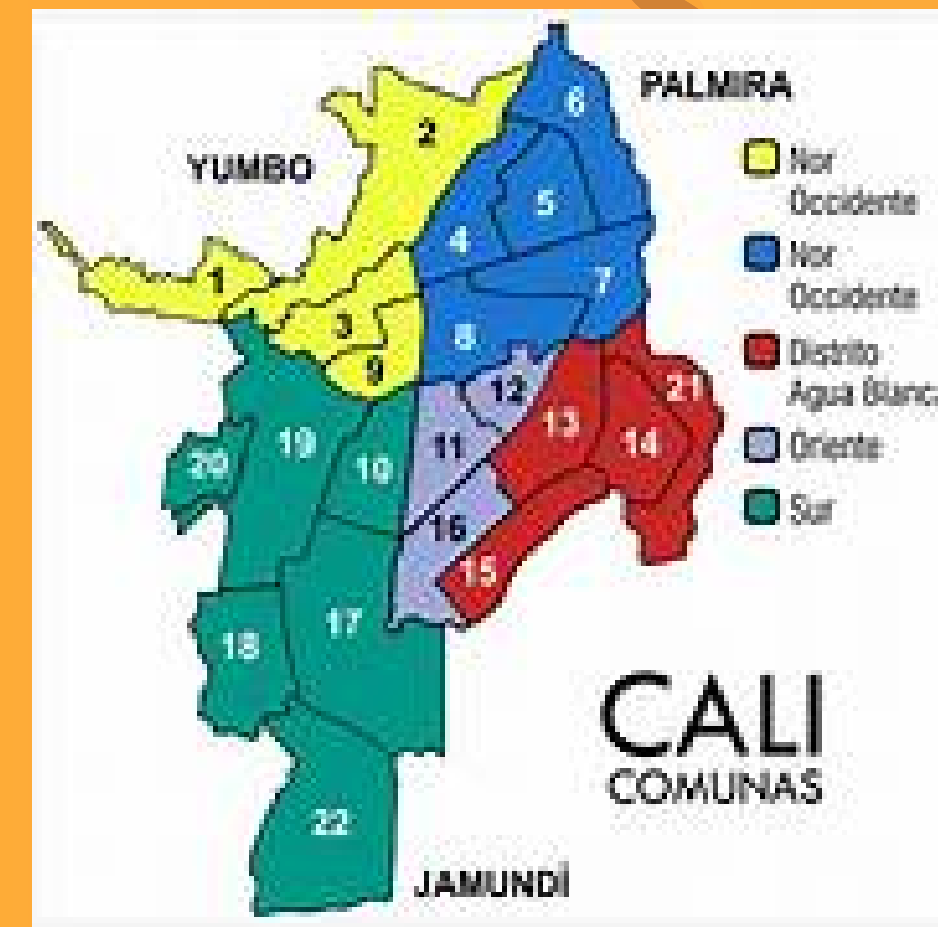 PALMIRA
YUMBO
Nor
Occidente
Nor
Occidente
Distrito
Agua Blanc
Oriente
Sur
6
2
5
4
1
7
3
8
9
12
21
13
11
14
19
20
10
16
15
17
18
22
CALI
COMUNAS
JAMUNDÍ